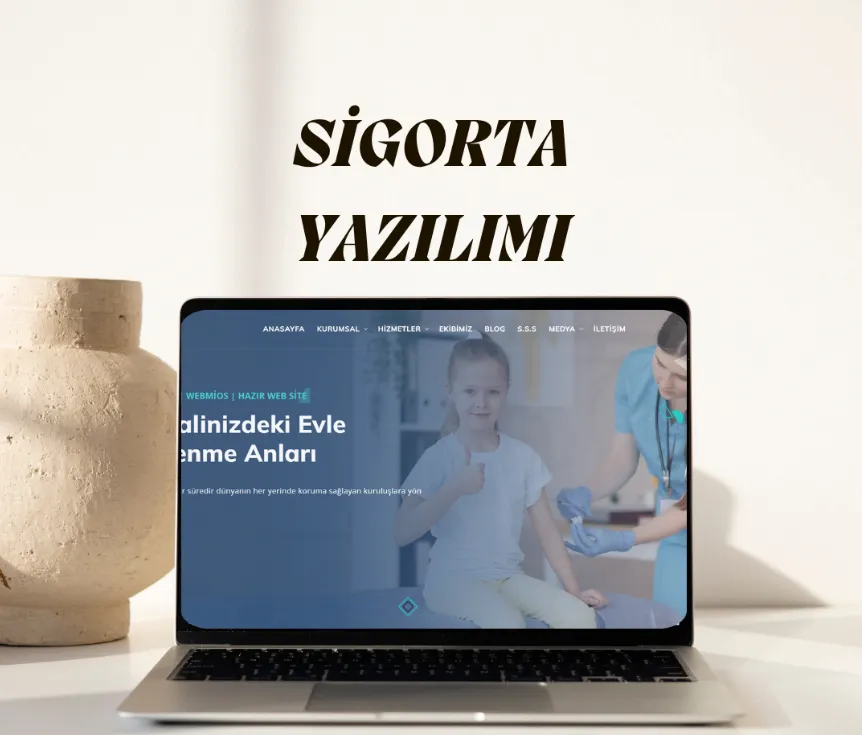 SİGORTA
YAZILIMI
ANASAYFA KURUMSAL HİZMETLER EKİBİMİZ BLOG S.S.S MEDYA İLETİŞİM
WEBMİOS | HAZIR WEB SİTE
alinizdeki Evle
enme Anları
r süredir dünyanın her yerinde koruma sağlayan kuruluşlara yön